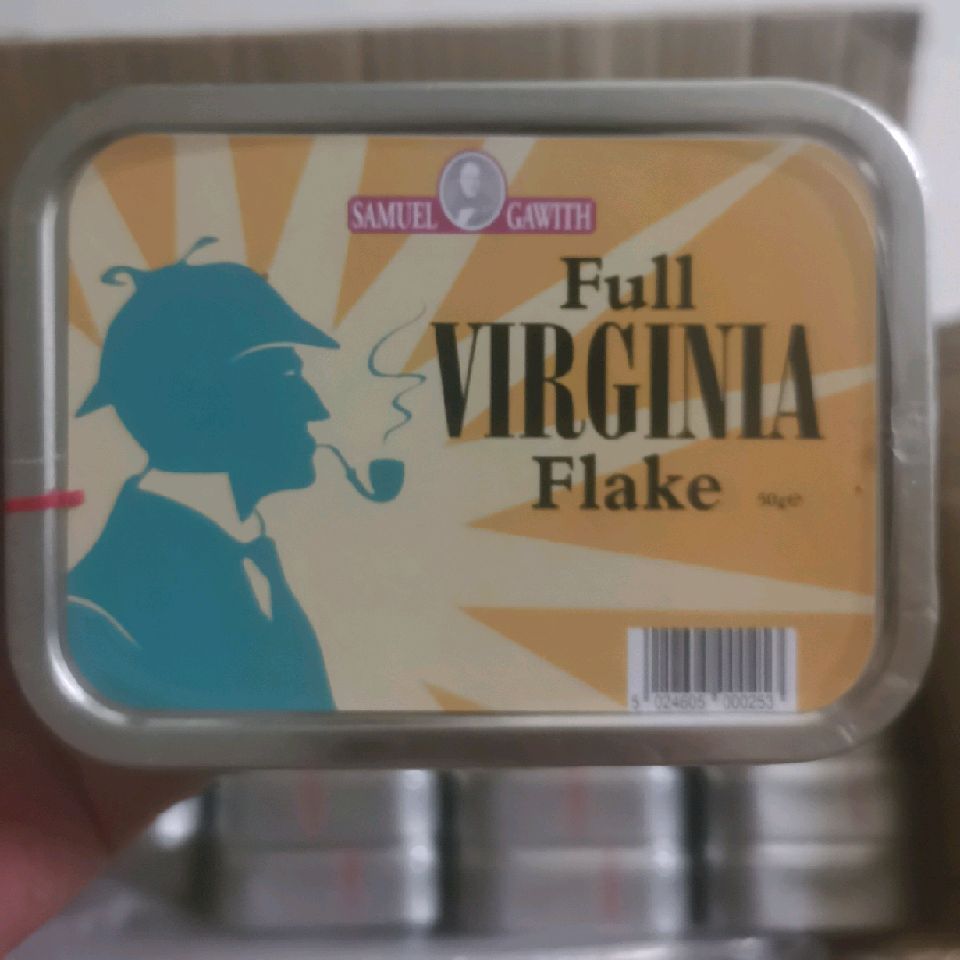 SAMUEL GAWITH
Full
VIRGINIA
Flake
50g℮
5 024605 000253